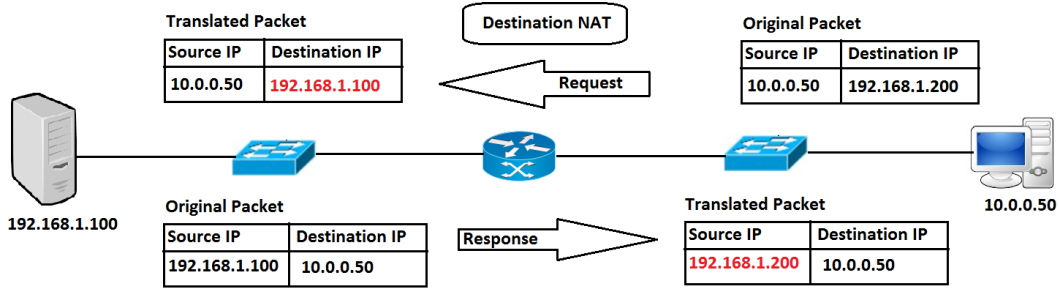 Destination NAT
Translated Packet
Source IP Destination IP
10.0.0.50 192.168.1.100
Request
Original Packet
Source IP Destination IP
10.0.0.50 192.168.1.200
192.168.1.100
10.0.0.50
Original Packet
Source IP Destination IP
192.168.1.100 10.0.0.50
Response
Translated Packet
Source IP Destination IP
192.168.1.200 10.0.0.50